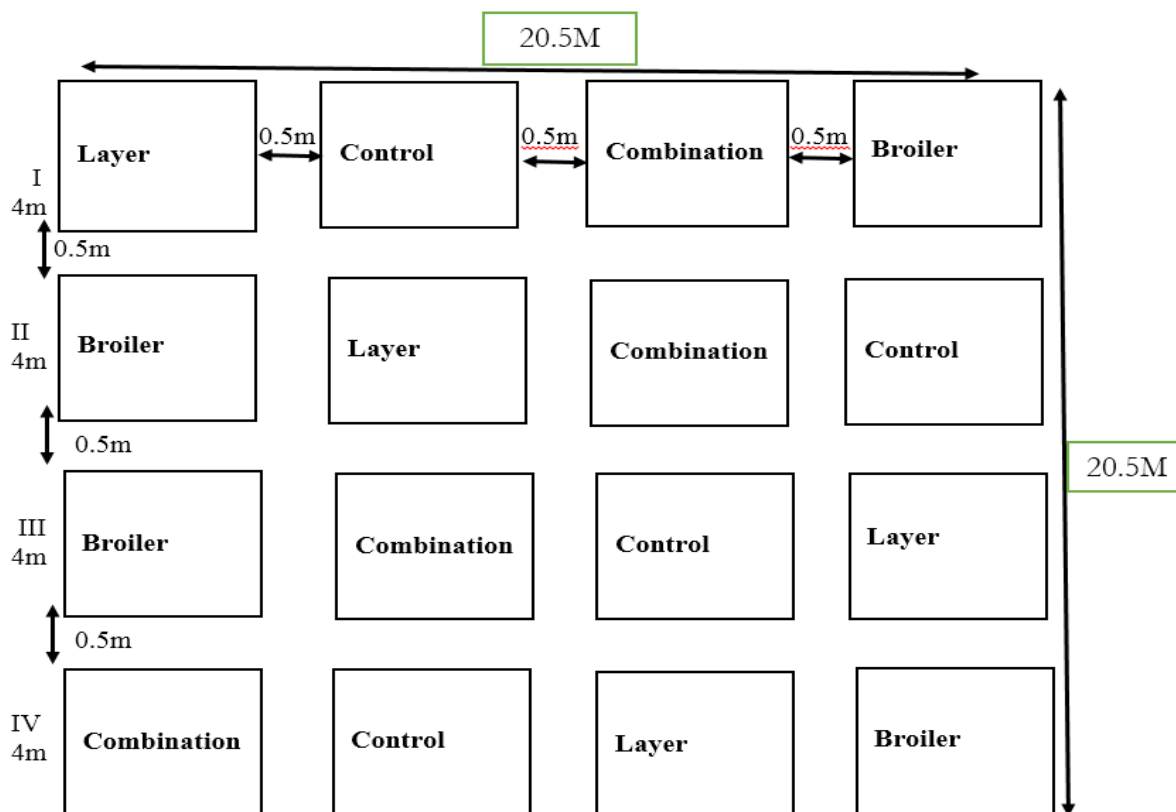 20.5M
Layer
0.5m
Control
0.5m
Combination
0.5m
Broiler
I
4m
0.5m
II
4m
Broiler
Layer
Combination
Control
0.5m
20.5M
III
4m
Broiler
Combination
Control
Layer
0.5m
IV
4m
Combination
Control
Layer
Broiler